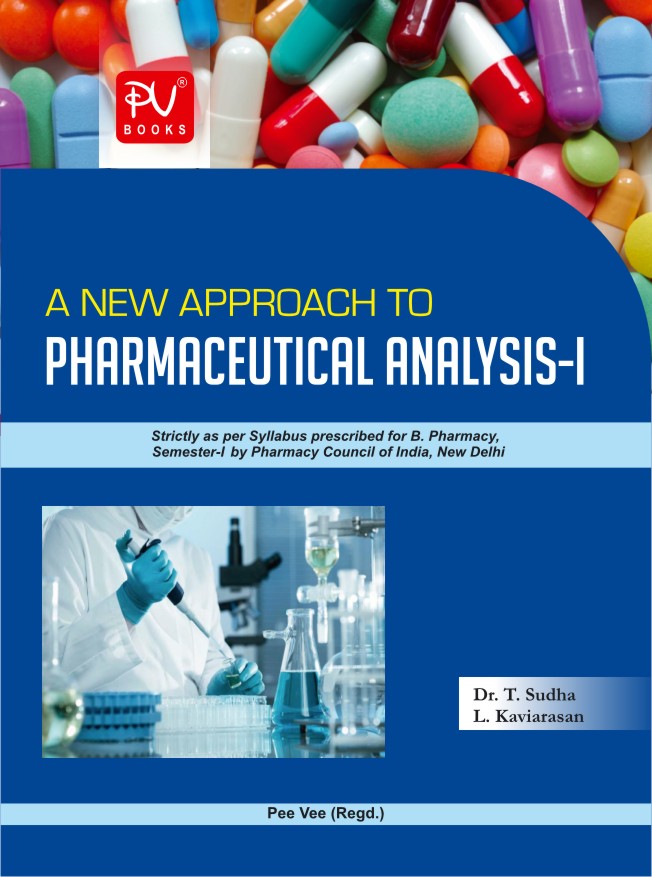 PV®
BOOKS
A NEW APPROACH TO
PHARMACEUTICAL ANALYSIS-I
Strictly as per Syllabus prescribed for B. Pharmacy,
Semester-I by Pharmacy Council of India, New Delhi
Dr. T. Sudha
L. Kaviarasan
Pee Vee (Regd.)